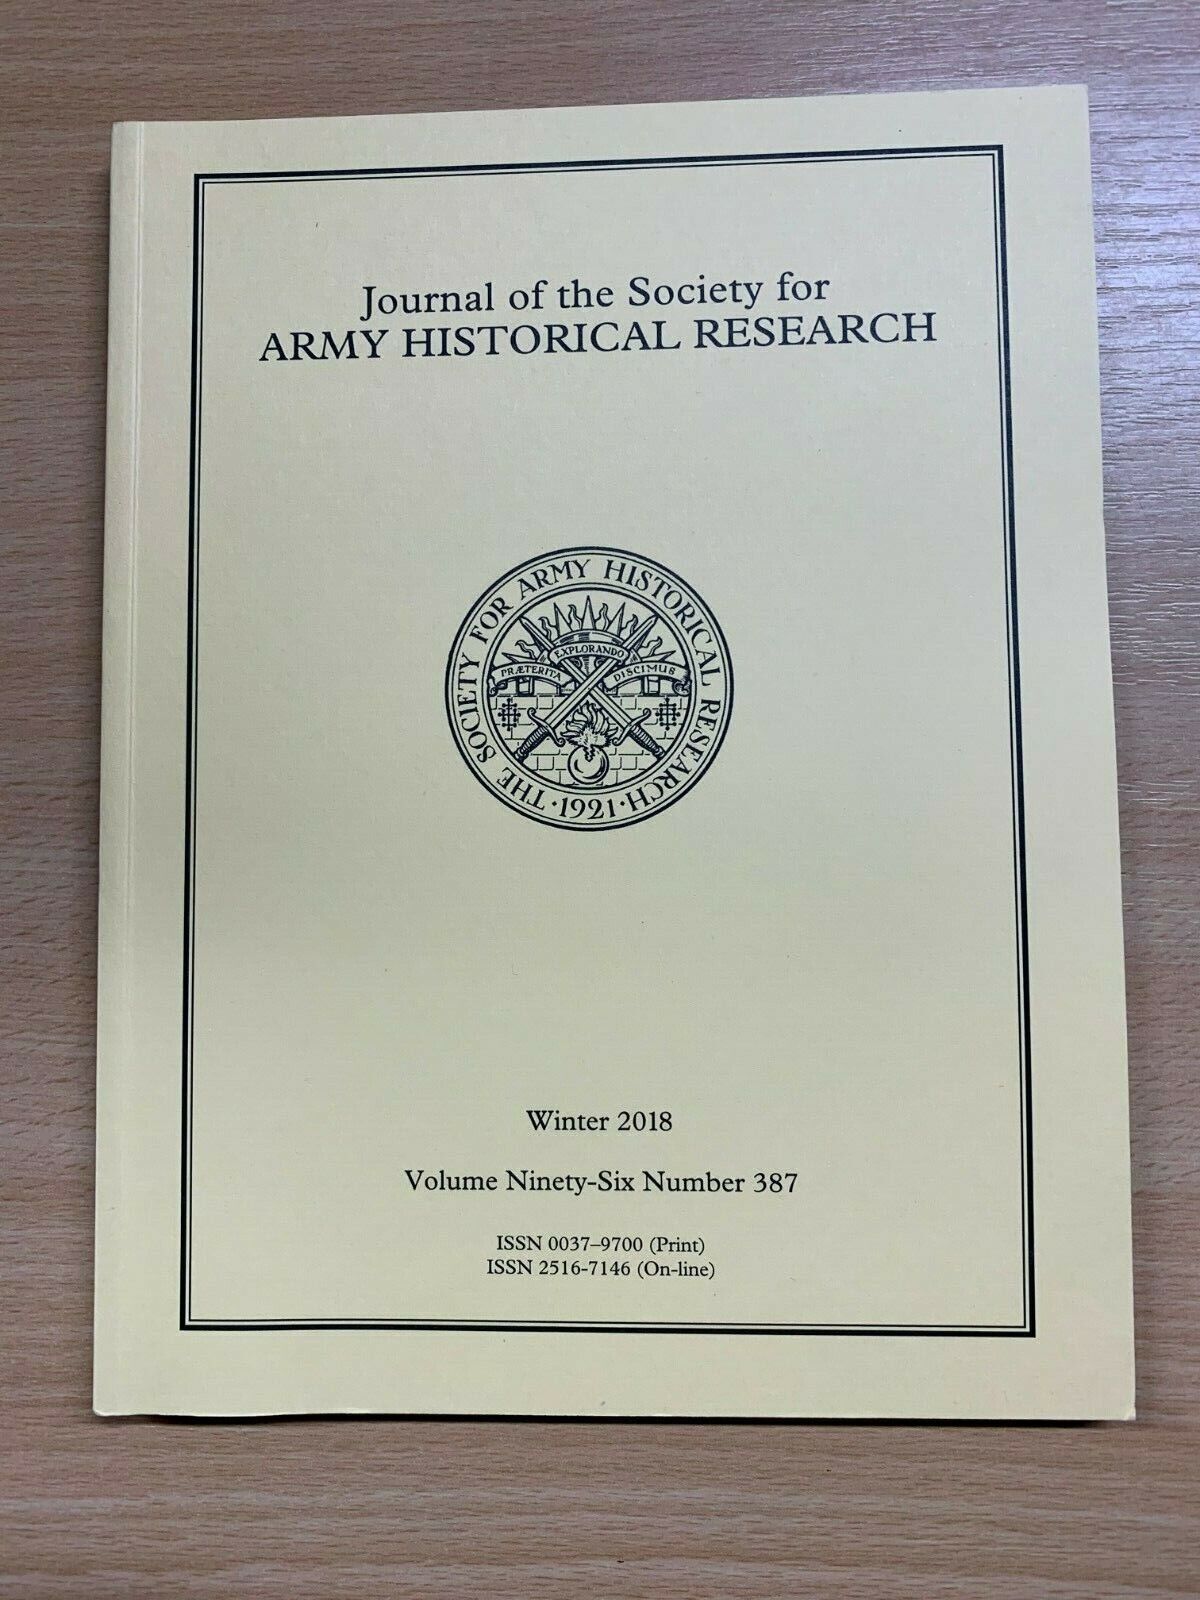 Journal of the Society for
ARMY HISTORICAL RESEARCH
THE SOCIETY FOR ARMY HISTORICAL RESEARCH
PRÆTERITA EXPLORANDO DISCIMUS
·1921·
Winter 2018
Volume Ninety-Six Number 387
ISSN 0037–9700 (Print)
ISSN 2516-7146 (On-line)